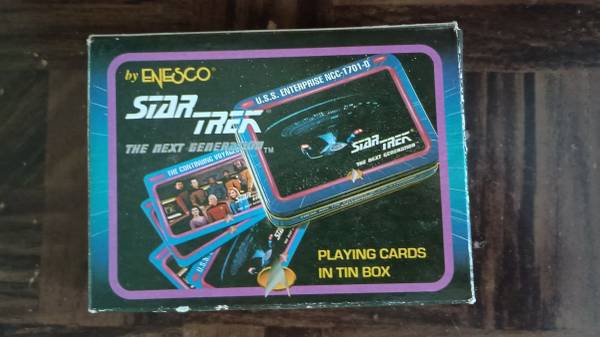 by ENESCO®
STAR TREK
THE NEXT GENERATION™
U.S.S. ENTERPRISE NCC-1701-D
STAR TREK
THE NEXT GENERATION
THE CONTINUING VOYAGES
U.S.S.
PLAYING CARDS
IN TIN BOX